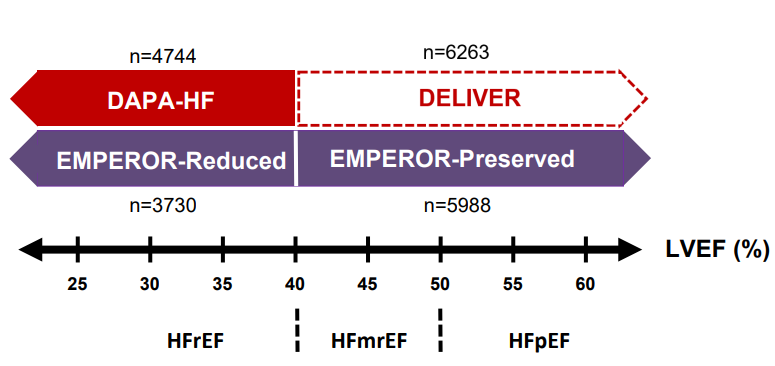 n=4744 n=6263
DAPA-HF DELIVER
EMPEROR-Reduced EMPEROR-Preserved
n=3730 n=5988
LVEF (%)
25 30 35 40 45 50 55 60
HFrEF HFmrEF HFpEF